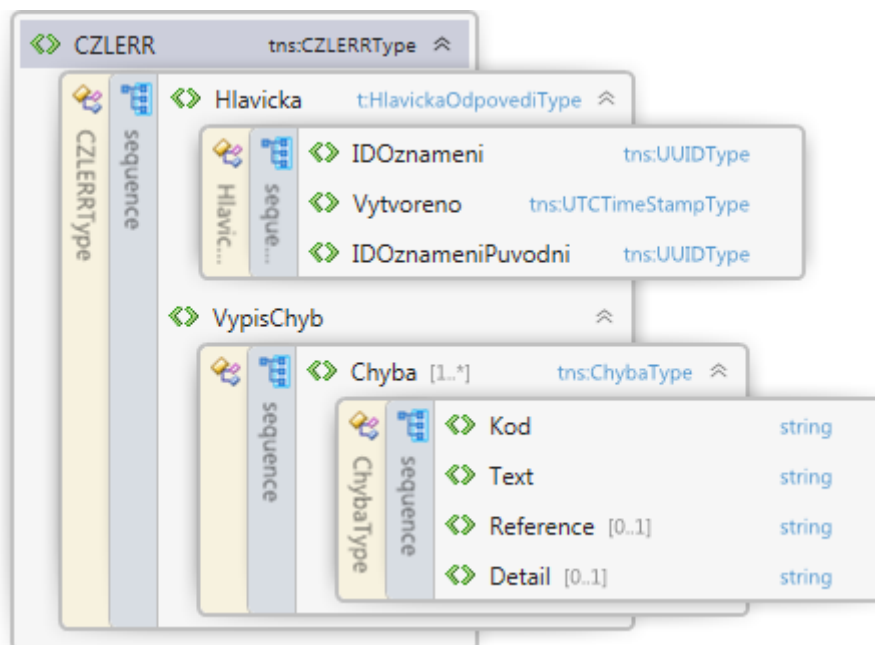 CZLERR tns:CZLERRType
CZLERRType
sequence
Hlavicka t:HlavickaOdpovediType
Hlavic...
seque...
IDOznameni tns:UUIDType
Vytvoreno tns:UTCTimeStampType
IDOznameniPuvodni tns:UUIDType
VypisChyb
sequence
Chyba [1..*] tns:ChybaType
ChybaType
sequence
Kod string
Text string
Reference [0..1] string
Detail [0..1] string